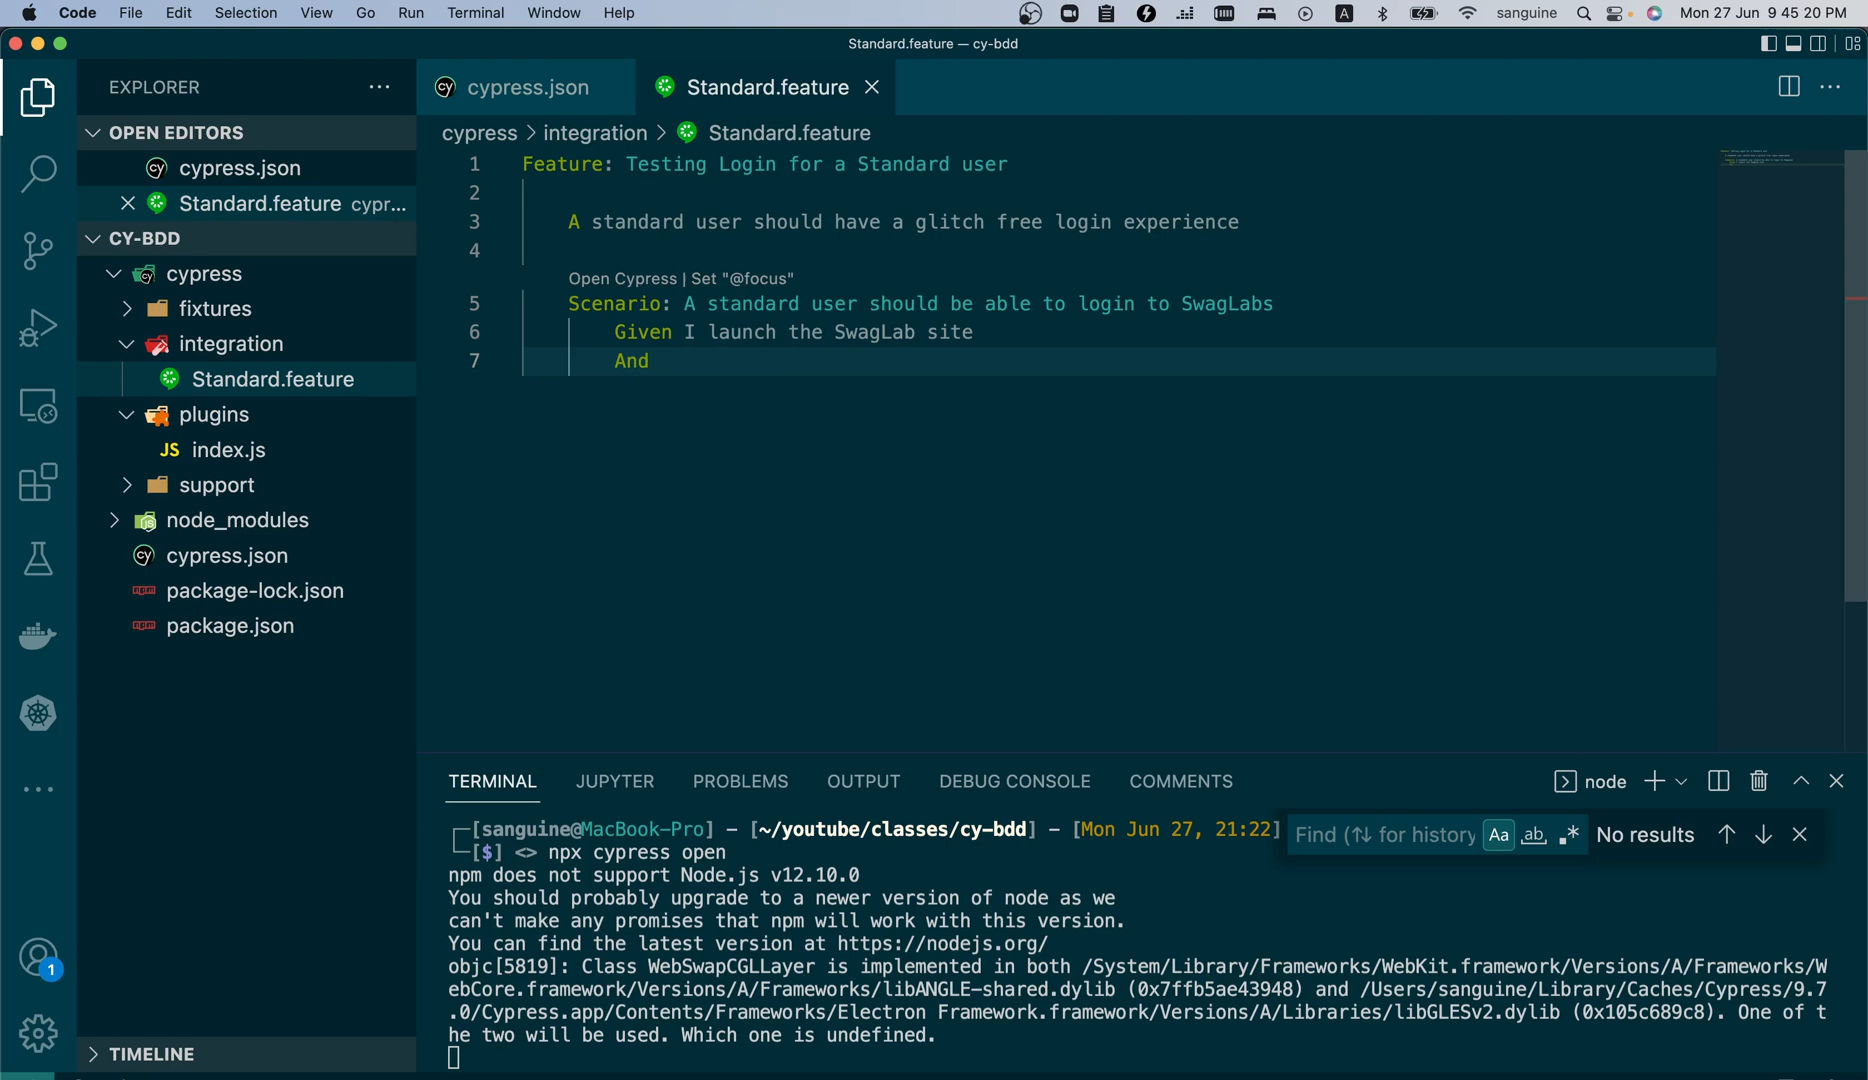 Code File Edit Selection View Go Run Terminal Window Help A sanguine Mon 27 Jun 9 45 20 PM
Standard.feature — cy-bdd
EXPLORER
cypress.json
Standard.feature
OPEN EDITORS
cypress.json
Standard.feature cypr...
CY-BDD
cypress
fixtures
integration
Standard.feature
plugins
JS index.js
support
node_modules
cypress.json
package-lock.json
package.json
TIMELINE
1
cypress > integration > Standard.feature
1 Feature: Testing Login for a Standard user
2
3 A standard user should have a glitch free login experience
4
Open Cypress | Set "@focus"
5 Scenario: A standard user should be able to login to SwagLabs
6 Given I launch the SwagLab site
7 And
TERMINAL JUPYTER PROBLEMS OUTPUT DEBUG CONSOLE COMMENTS node
[sanguine@MacBook-Pro] - [~/youtube/classes/cy-bdd] - [Mon Jun 27, 21:22]
Find (⇅ for history Aa ab .* No results
[$] <> npx cypress open
npm does not support Node.js v12.10.0
You should probably upgrade to a newer version of node as we
can't make any promises that npm will work with this version.
You can find the latest version at https://nodejs.org/
objc[5819]: Class WebSwapCGLLayer is implemented in both /System/Library/Frameworks/WebKit.framework/Versions/A/Frameworks/W
ebCore.framework/Versions/A/Frameworks/libANGLE-shared.dylib (0x7ffb5ae43948) and /Users/sanguine/Library/Caches/Cypress/9.7
.0/Cypress.app/Contents/Frameworks/Electron Framework.framework/Versions/A/Libraries/libGLESv2.dylib (0x105c689c8). One of t
he two will be used. Which one is undefined.